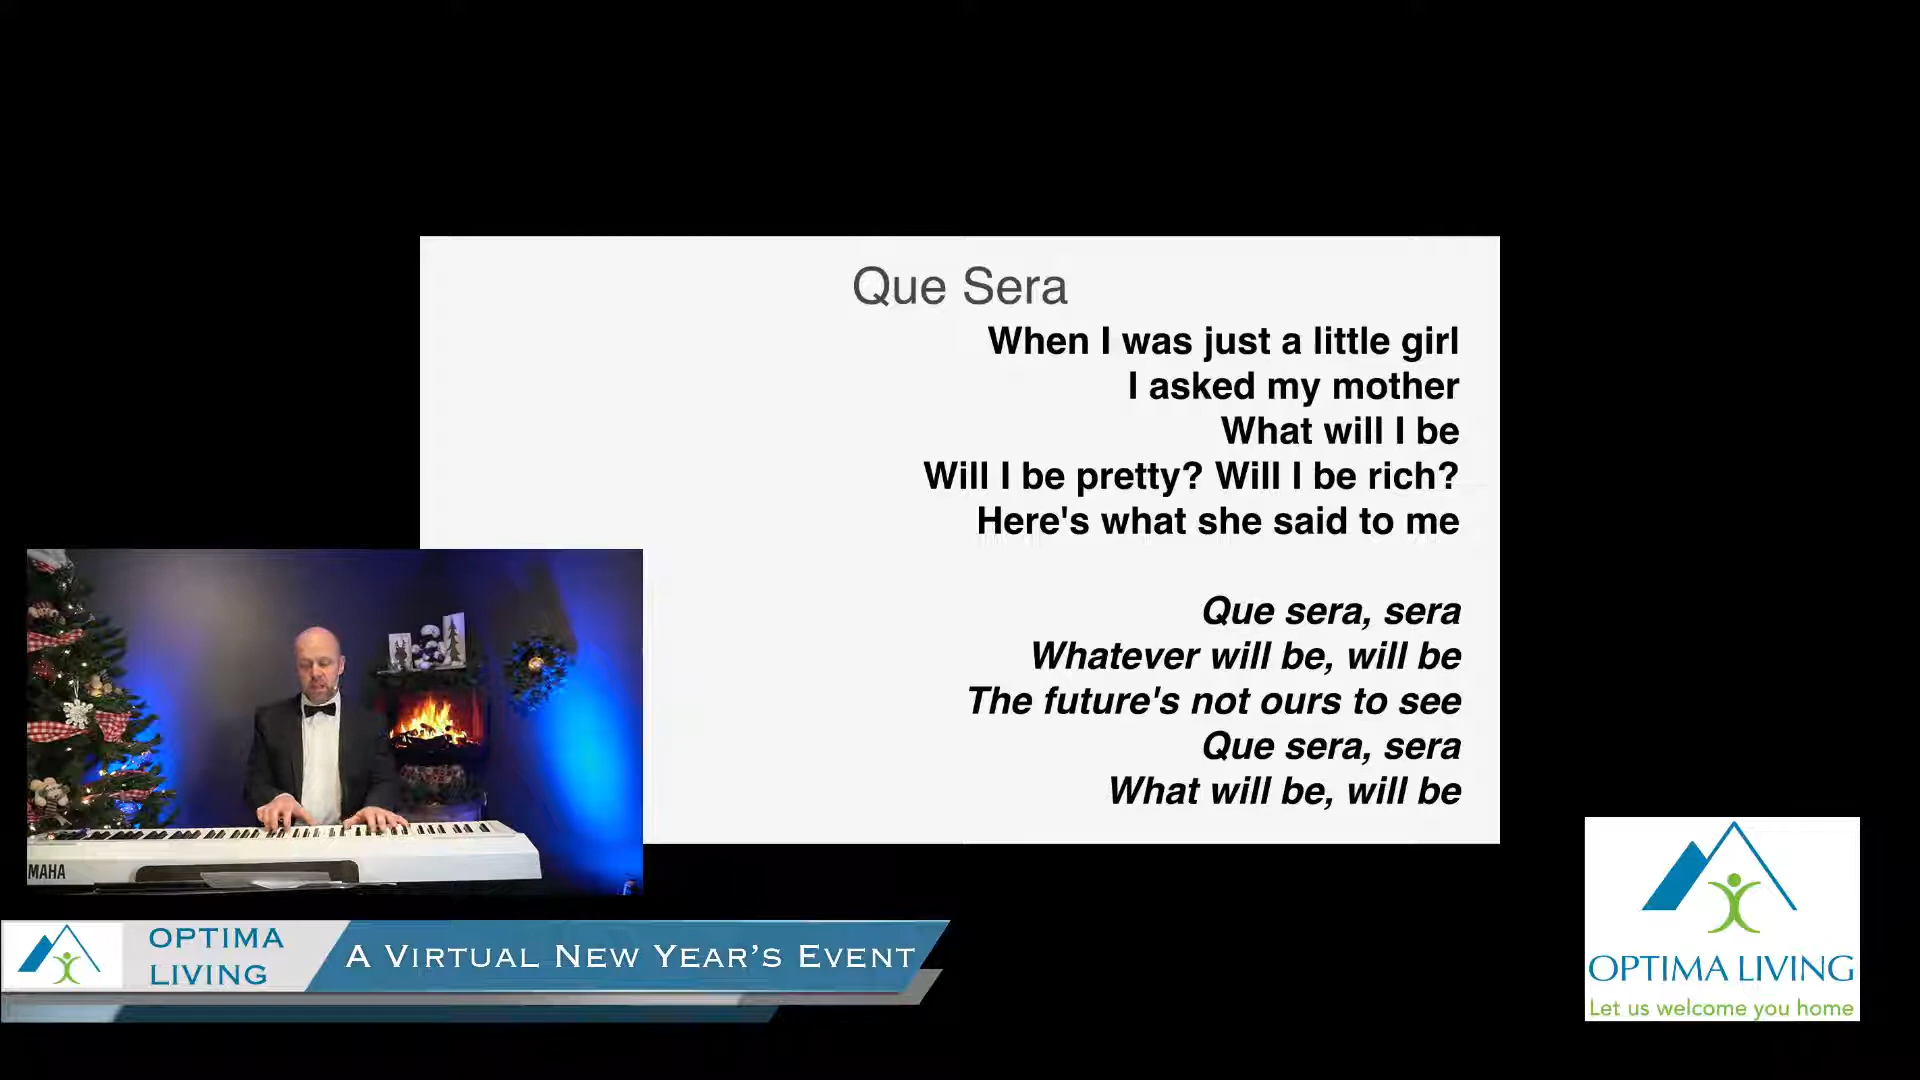 Que Sera
When I was just a little girl
I asked my mother
What will I be
Will I be pretty? Will I be rich?
Here's what she said to me
Que sera, sera
Whatever will be, will be
The future's not ours to see
Que sera, sera
What will be, will be
MAHA
OPTIMA
LIVING
A VIRTUAL NEW YEAR'S EVENT
OPTIMA LIVING
Let us welcome you home